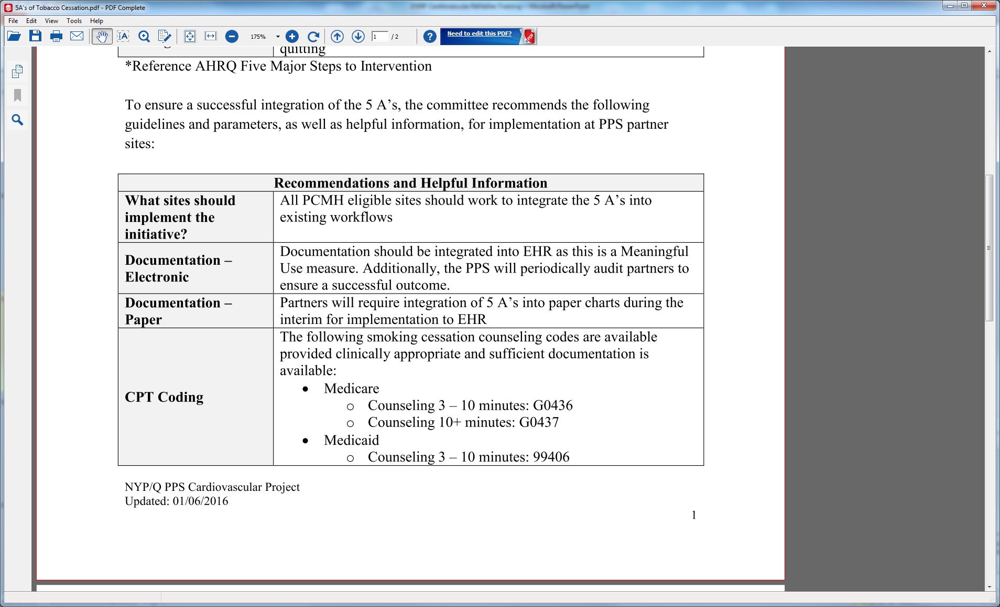 5A's of Tobacco Cessation.pdf - PDF Complete
File Edit View Tools Help
175% 1 / 2 Need to edit this PDF?
quitting
*Reference AHRQ Five Major Steps to Intervention
To ensure a successful integration of the 5 A’s, the committee recommends the following
guidelines and parameters, as well as helpful information, for implementation at PPS partner
sites:
Recommendations and Helpful Information
What sites should
implement the
initiative?
All PCMH eligible sites should work to integrate the 5 A’s into
existing workflows
Documentation –
Electronic
Documentation should be integrated into EHR as this is a Meaningful
Use measure. Additionally, the PPS will periodically audit partners to
ensure a successful outcome.
Documentation –
Paper
Partners will require integration of 5 A’s into paper charts during the
interim for implementation to EHR
CPT Coding
The following smoking cessation counseling codes are available
provided clinically appropriate and sufficient documentation is
available:
• Medicare
o Counseling 3 – 10 minutes: G0436
o Counseling 10+ minutes: G0437
• Medicaid
o Counseling 3 – 10 minutes: 99406
NYP/Q PPS Cardiovascular Project
Updated: 01/06/2016
1